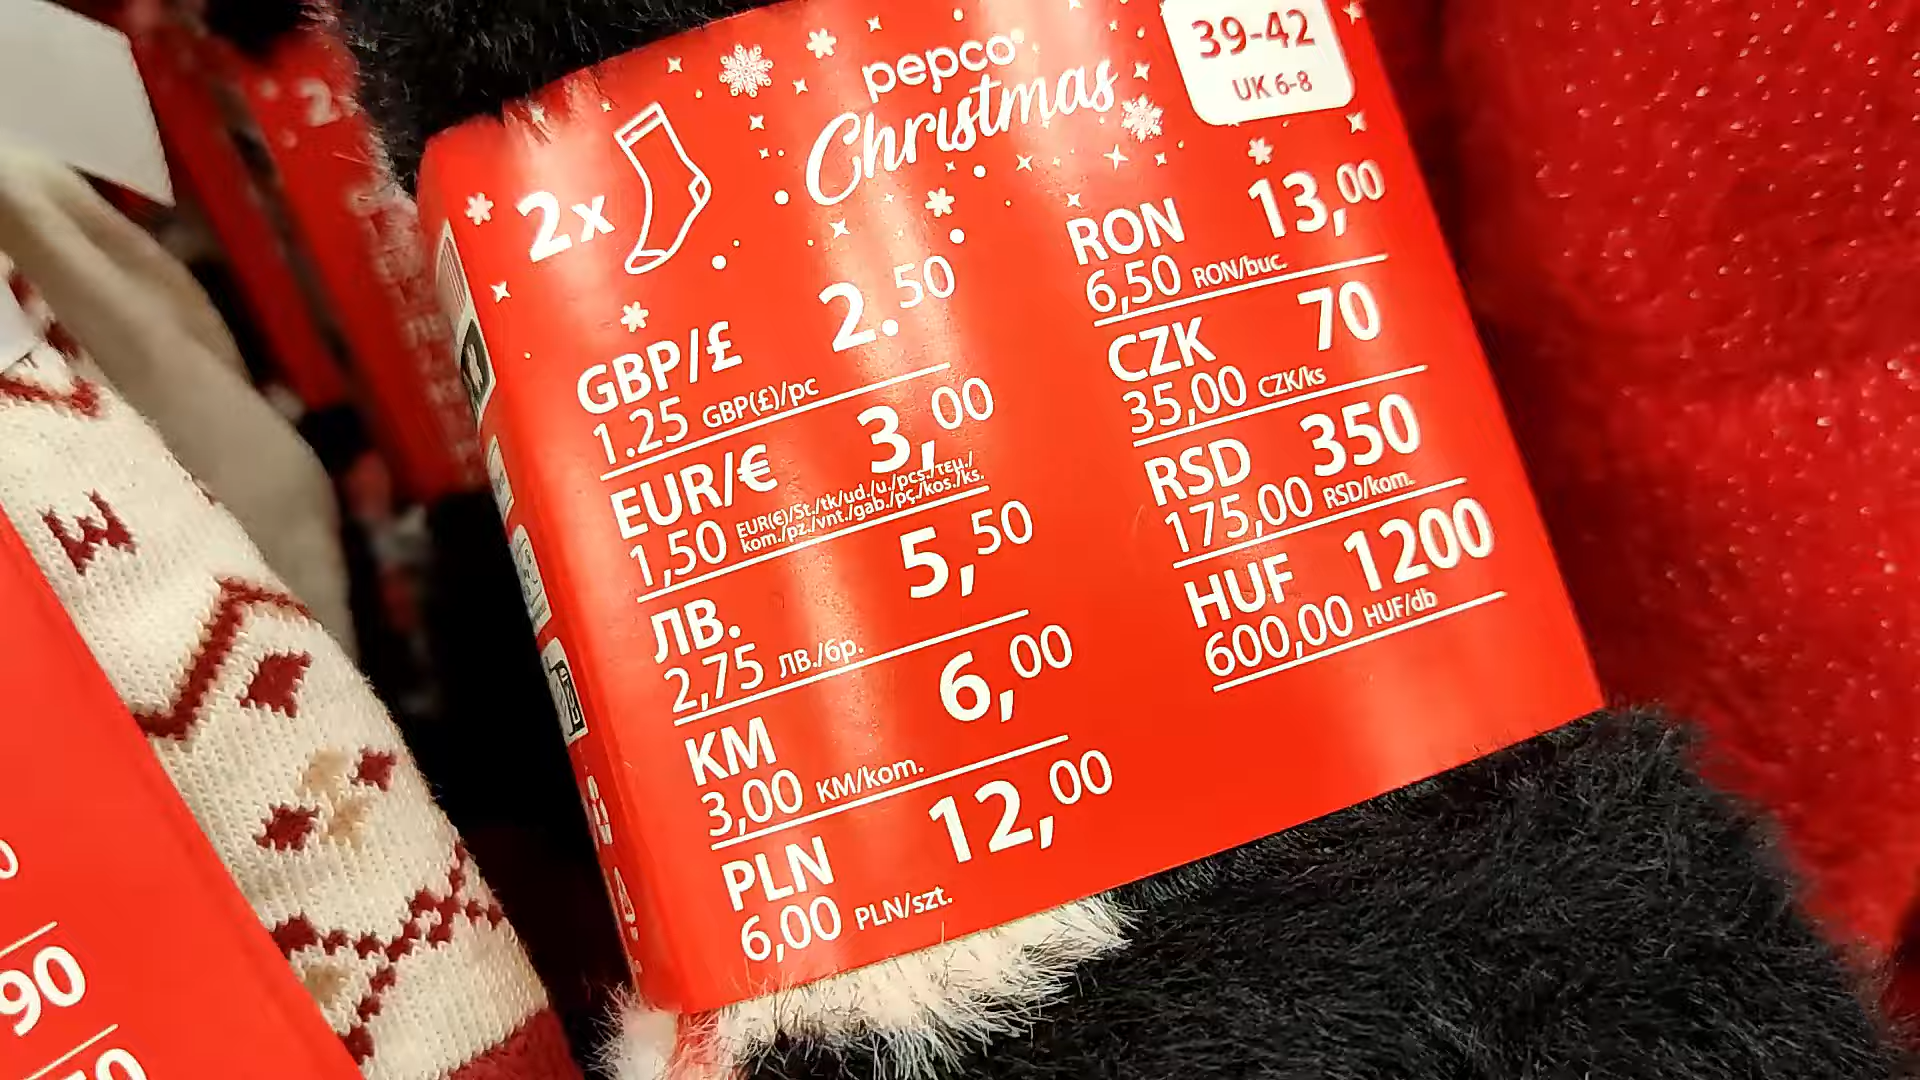 pepco
Christmas
39-42
UK 6-8
2x
GBP/£ 2.50
1.25 GBP(£)/pc
EUR/€ 3,00
1,50 EUR(€)/St./tk/ud./u./pcs./τεμ./
kom./pz./vnt./gab./pç./kos./ks.
ЛВ. 5,50
2,75 ЛВ./бр.
KM 6,00
3,00 KM/kom.
PLN 12,00
6,00 PLN/szt.
RON 13,00
6,50 RON/buc.
CZK 70
35,00 CZK/ks
RSD 350
175,00 RSD/kom.
HUF 1200
600,00 HUF/db
90